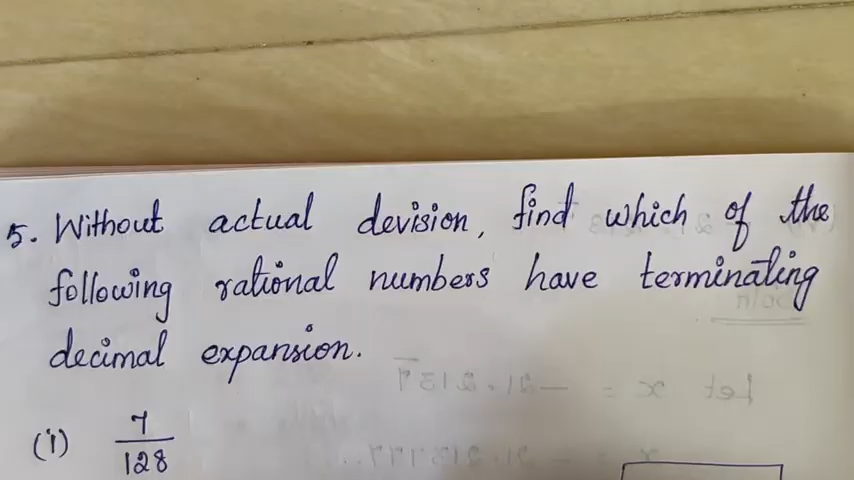 5. Without actual devision, find which of the
following rational numbers have terminating
decimal expansion.
(i) 7/128